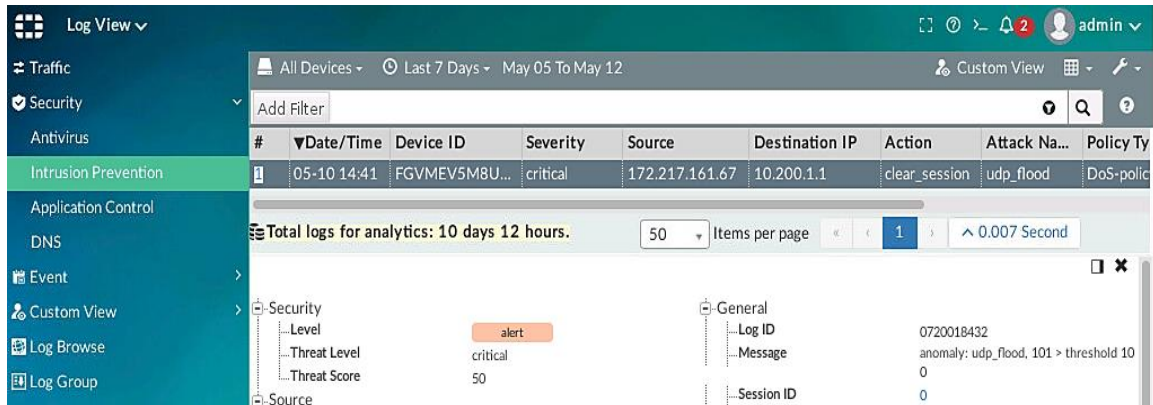 Log View
2
admin
Traffic
Security
Antivirus
Intrusion Prevention
Application Control
DNS
Event
Custom View
Log Browse
Log Group
All Devices Last 7 Days May 05 To May 12 Custom View
Add Filter
# ▼Date/Time Device ID Severity Source Destination IP Action Attack Na... Policy Ty
1 05-10 14:41 FGVMEV5M8U... critical 172.217.161.67 10.200.1.1 clear_session udp_flood DoS-polic
Total logs for analytics: 10 days 12 hours. 50 Items per page « ‹ 1 › 0.007 Second
Security
Level alert
Threat Level critical
Threat Score 50
Source
General
Log ID 0720018432
Message anomaly: udp_flood, 101 > threshold 10
0
Session ID 0